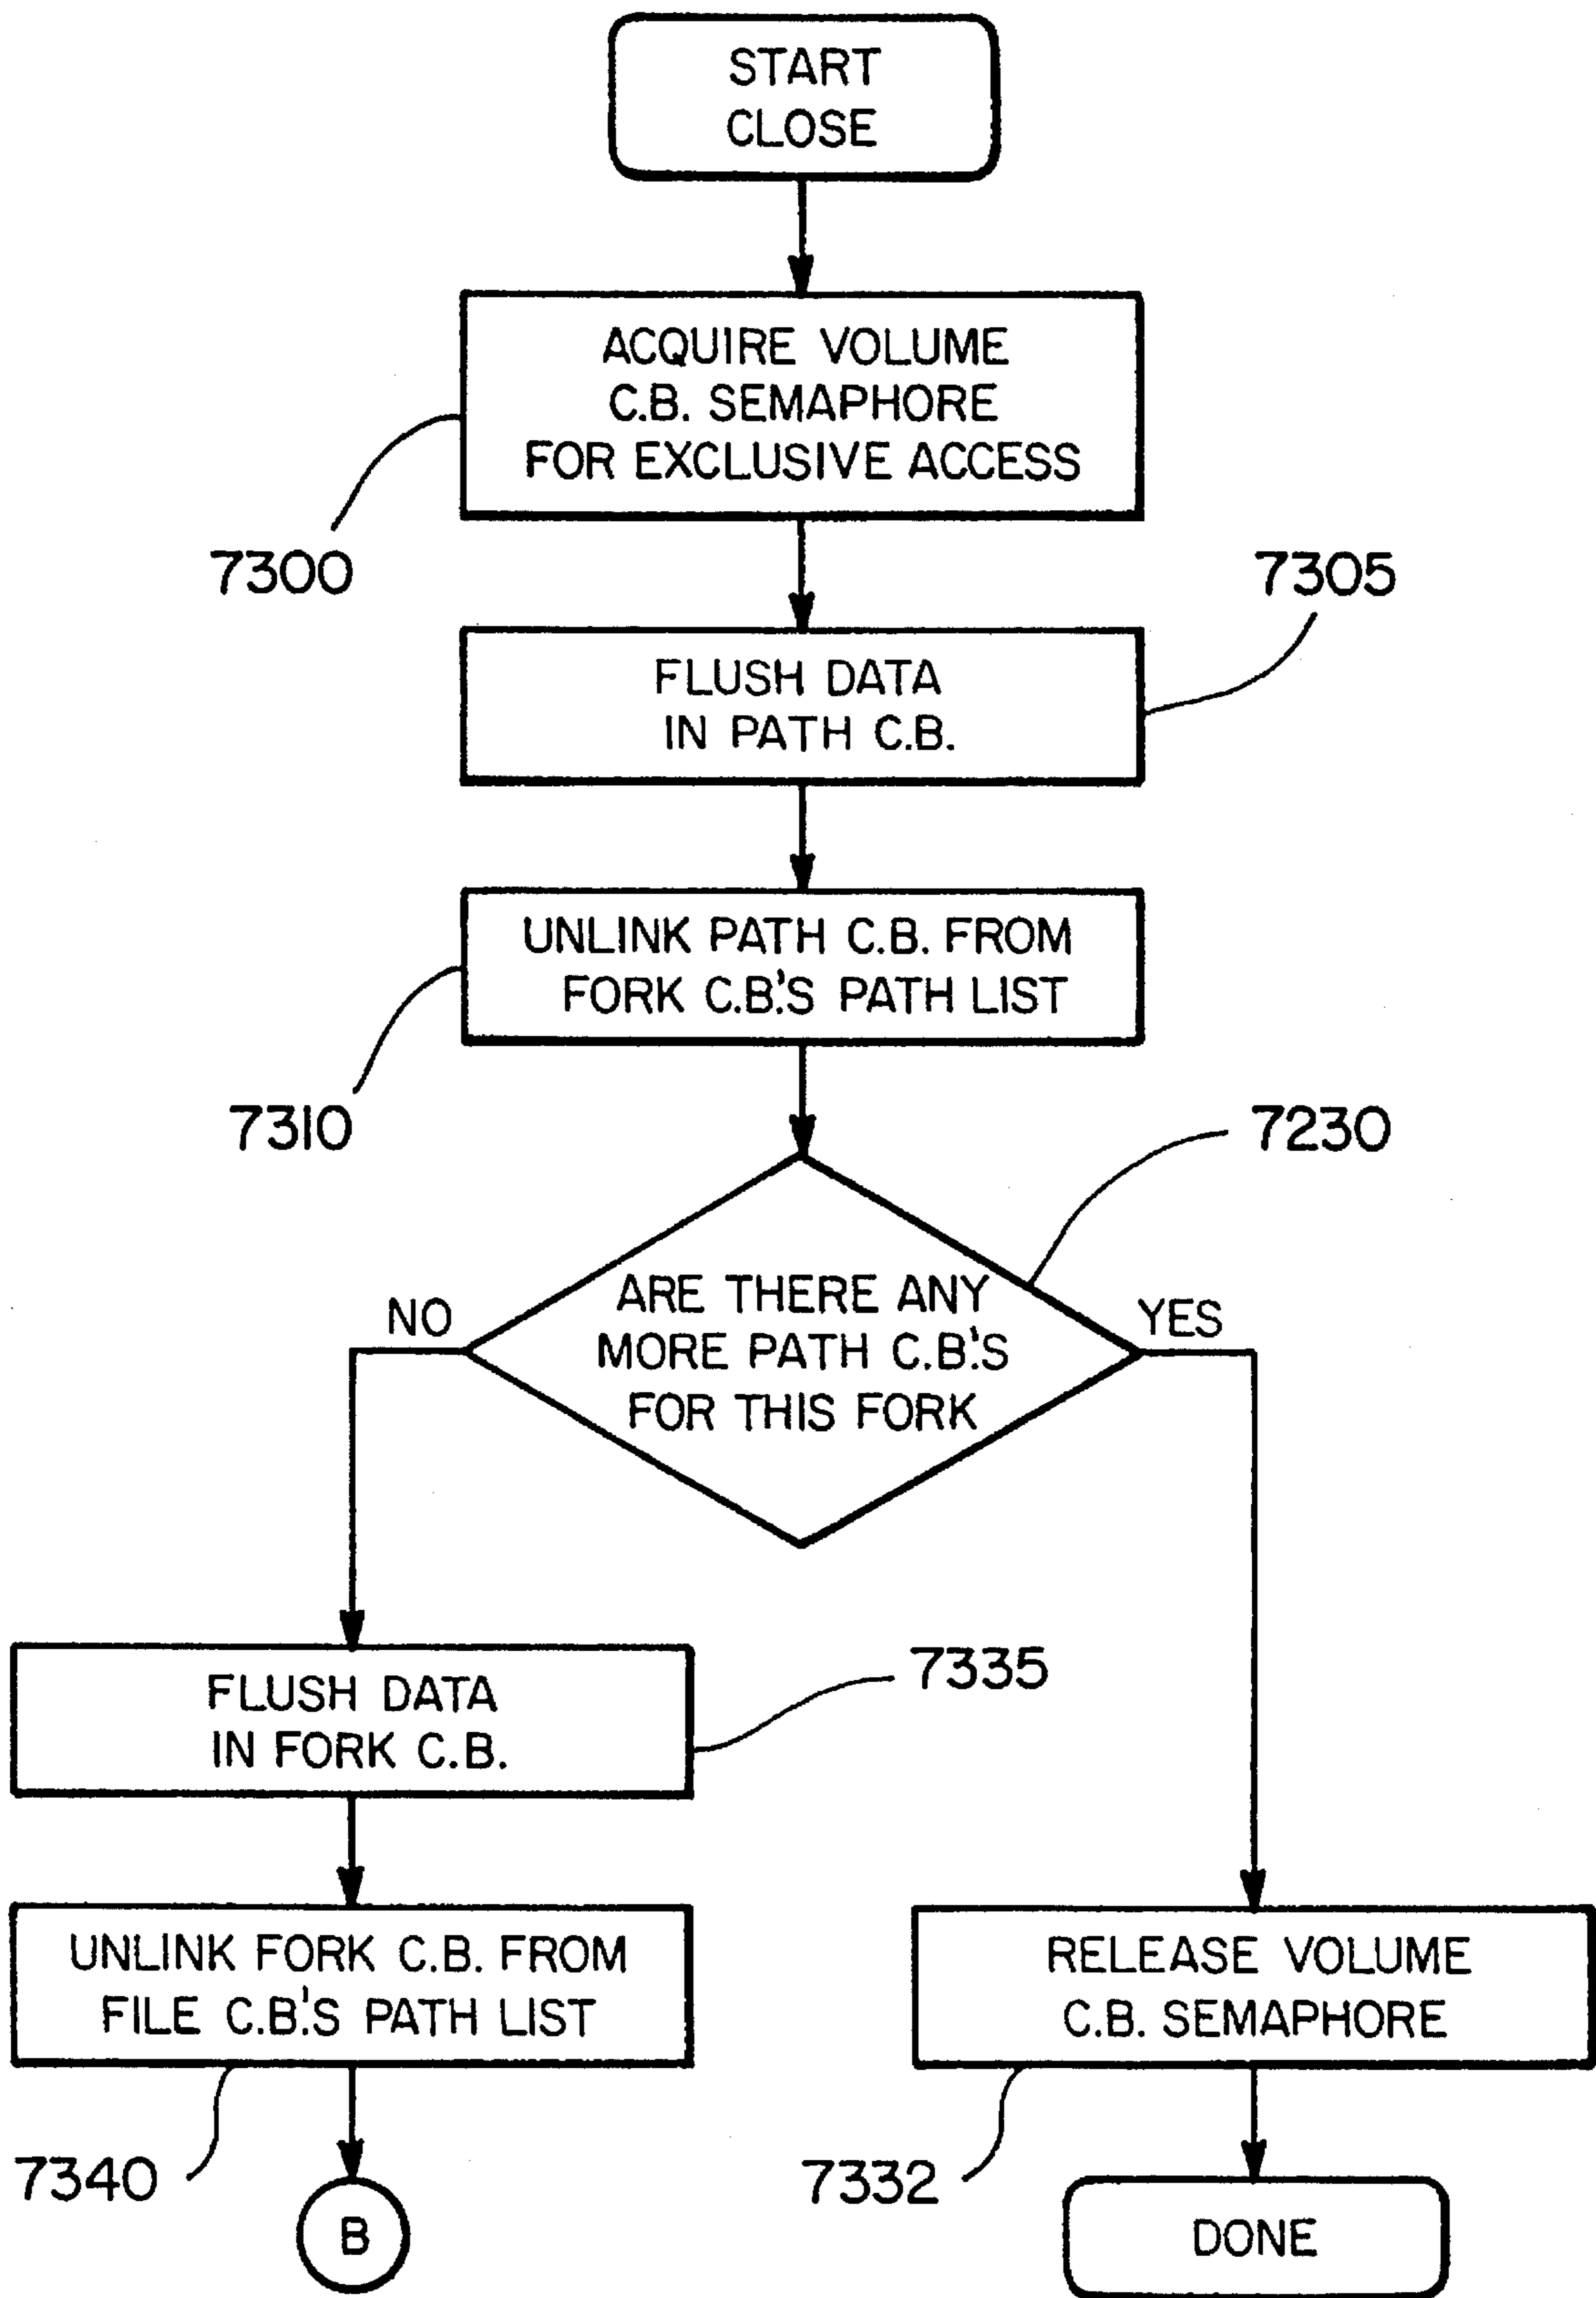 START
CLOSE
ACQUIRE VOLUME
C.B. SEMAPHORE
FOR EXCLUSIVE ACCESS
7300
7305
FLUSH DATA
IN PATH C.B.
UNLINK PATH C.B. FROM
FORK C.B.'S PATH LIST
7310
7230
ARE THERE ANY
MORE PATH C.B.'S
FOR THIS FORK
NO
YES
FLUSH DATA
IN FORK C.B.
7335
UNLINK FORK C.B. FROM
FILE C.B.'S PATH LIST
RELEASE VOLUME
C.B. SEMAPHORE
7340
7332
B
DONE